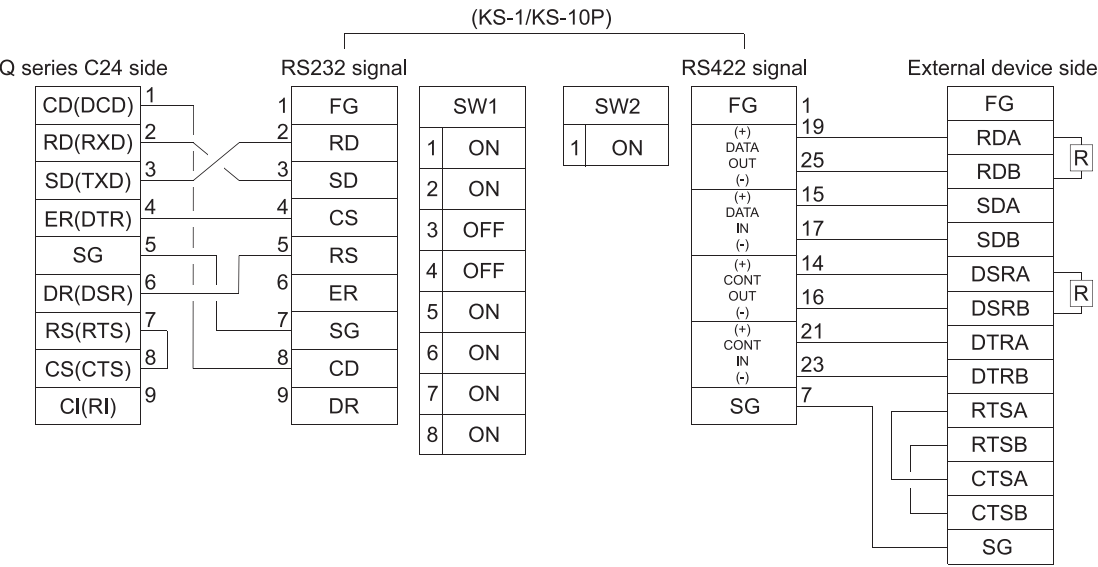 (KS-1/KS-10P)
Q series C24 side
RS232 signal
RS422 signal
External device side
CD(DCD) 1
RD(RXD) 2
SD(TXD) 3
ER(DTR) 4
SG 5
DR(DSR) 6
RS(RTS) 7
CS(CTS) 8
CI(RI) 9
1 FG
2 RD
3 SD
4 CS
5 RS
6 ER
7 SG
8 CD
9 DR
SW1
1 ON
2 ON
3 OFF
4 OFF
5 ON
6 ON
7 ON
8 ON
SW2
1 ON
FG 1
(+) 19
DATA
OUT
(-) 25
(+) 15
DATA
IN
(-) 17
(+) 14
CONT
OUT
(-) 16
(+) 21
CONT
IN
(-) 23
SG 7
FG
RDA
RDB
R
SDA
SDB
DSRA
DSRB
R
DTRA
DTRB
RTSA
RTSB
CTSA
CTSB
SG